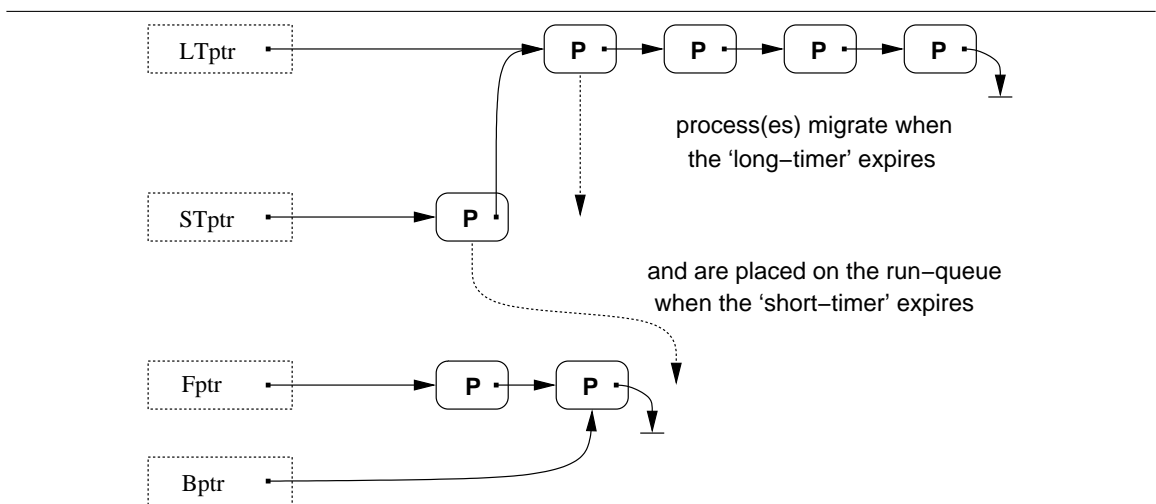 LTptr P P P P
process(es) migrate when
the ‘long−timer’ expires
STptr P
and are placed on the run−queue
when the ‘short−timer’ expires
Fptr P P
Bptr